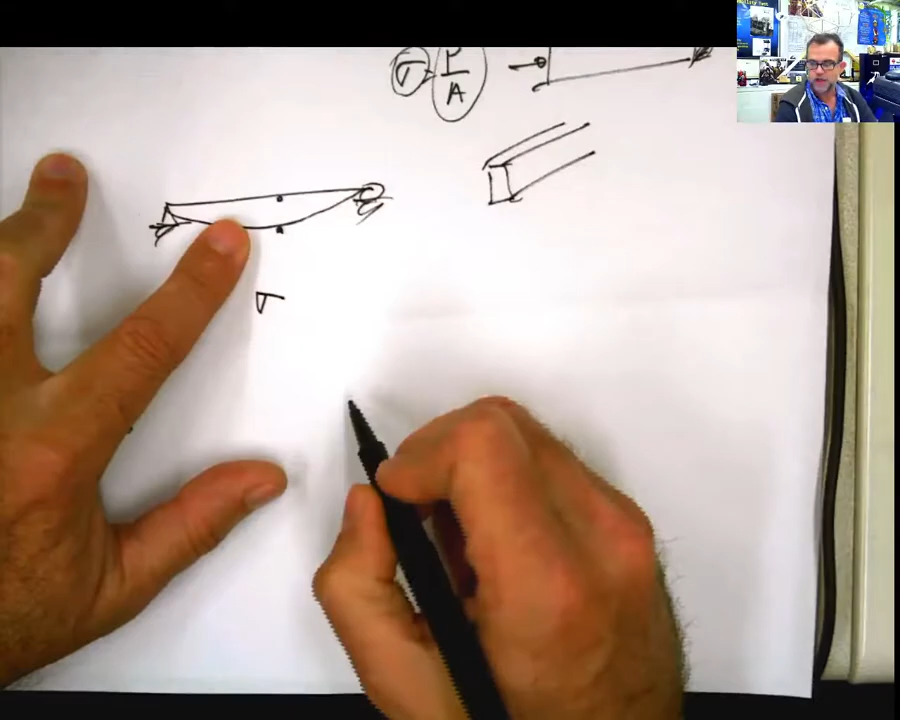 σ = P/A
σ